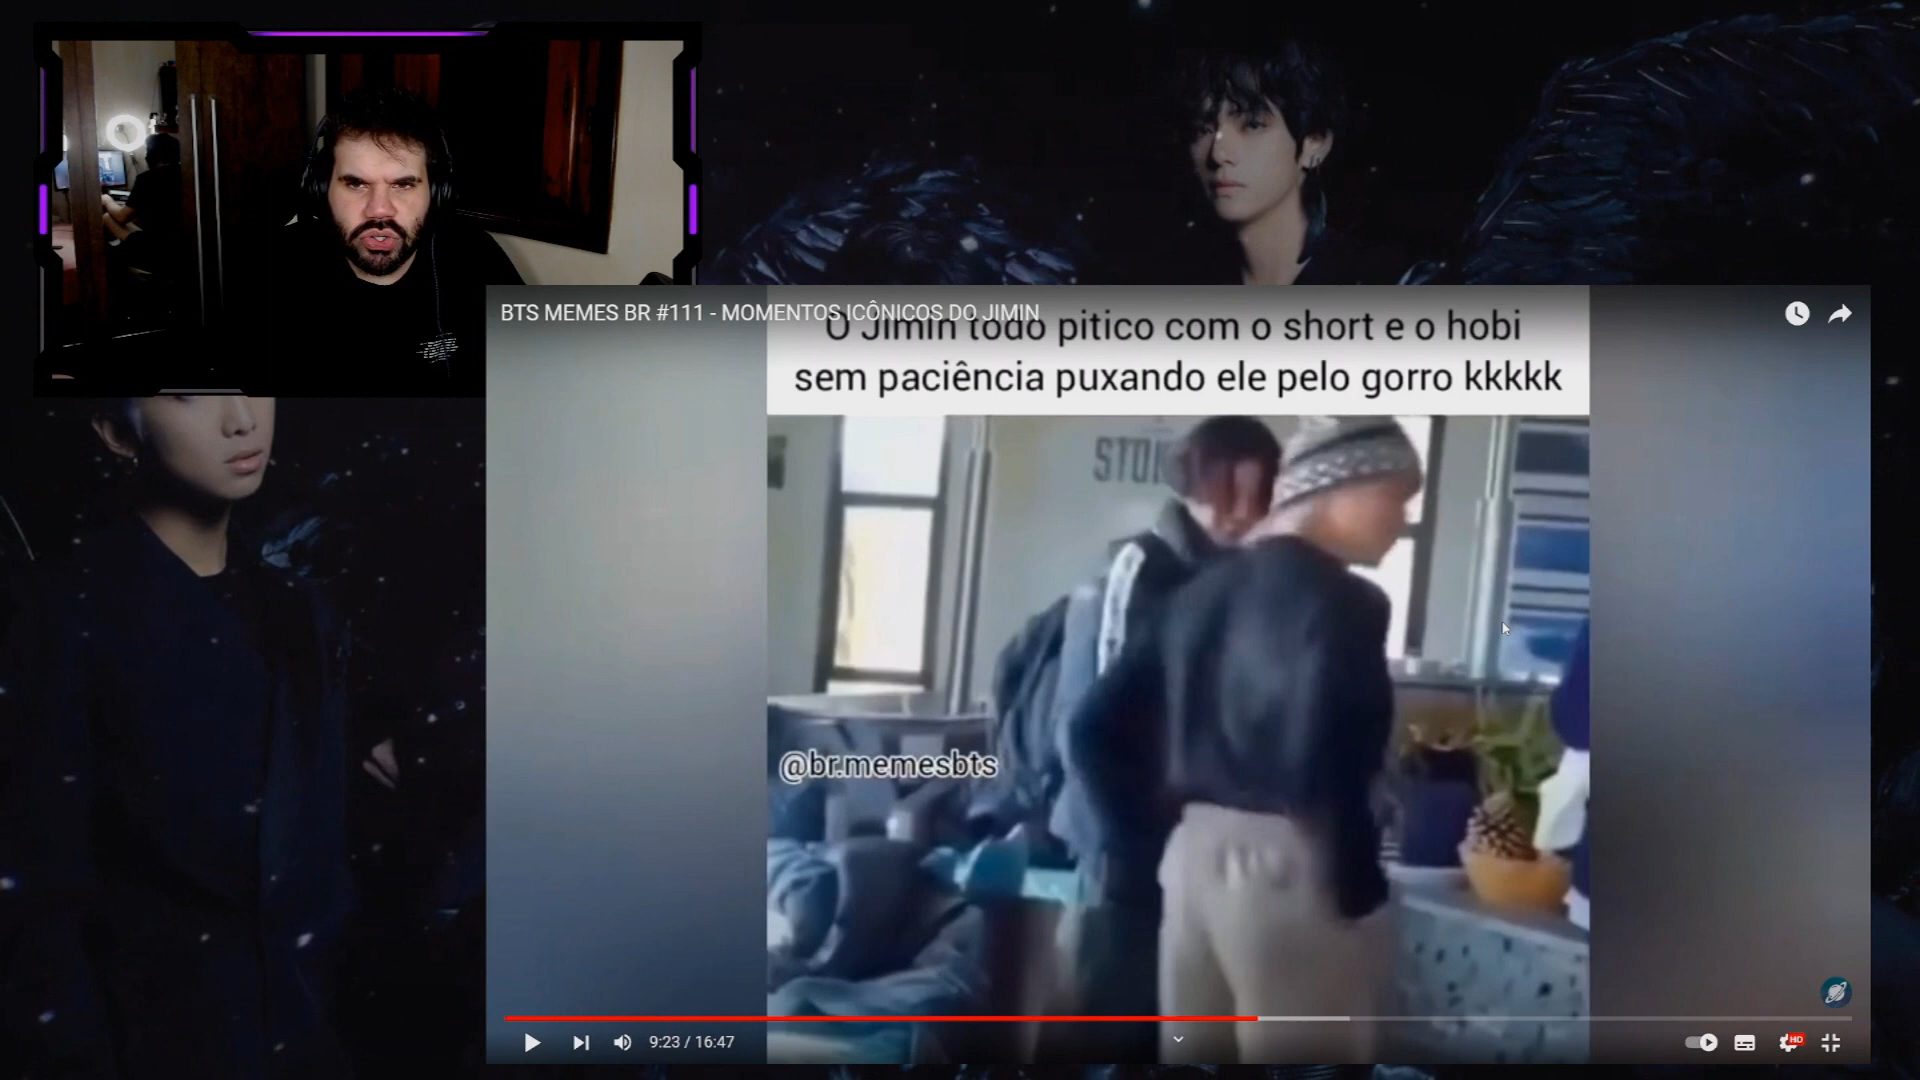 BTS MEMES BR #111 - MOMENTOS ICÔNICOS DO JIMIN
O Jimin todo pitico com o short e o hobi
sem paciência puxando ele pelo gorro kkkkk
@br.memesbts
9:23 / 16:47
HD